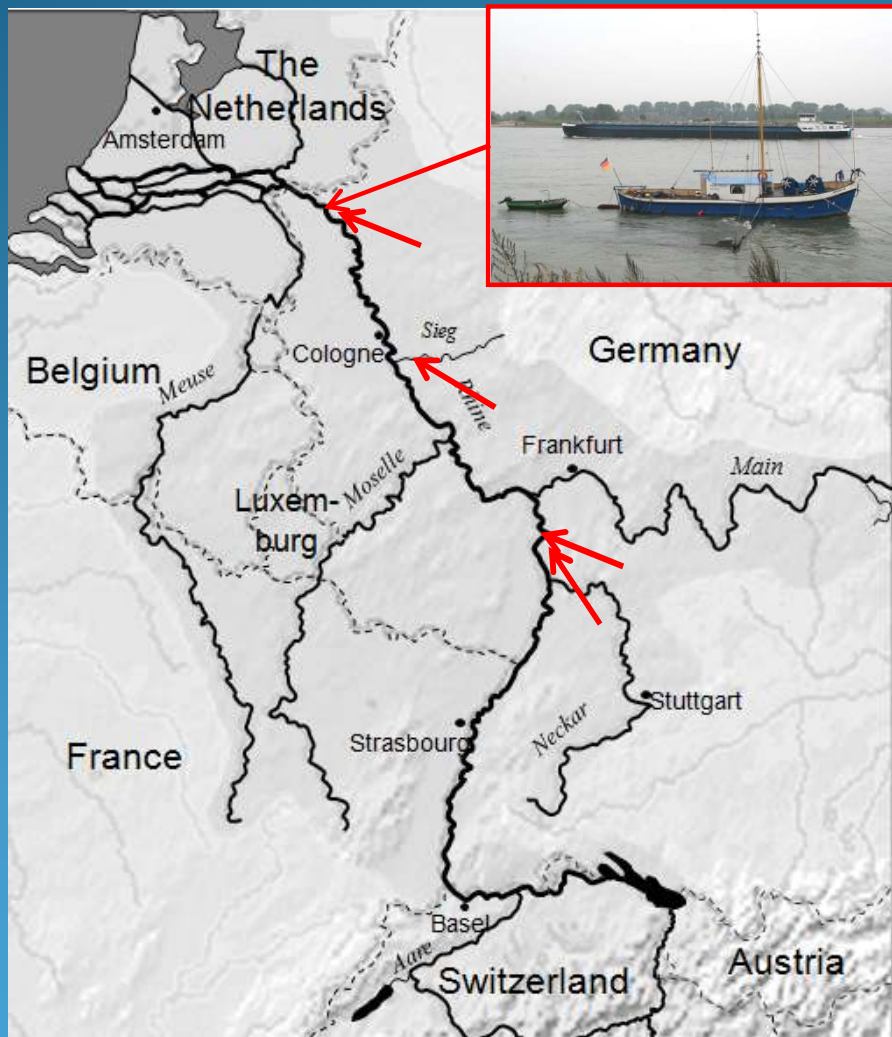 The
Netherlands
Amsterdam
Sieg
Cologne
Germany
Belgium
Meuse
Rhine
Frankfurt
Main
Moselle
Luxem-
burg
Stuttgart
Neckar
Strasbourg
France
Basel
Aare
Switzerland
Austria